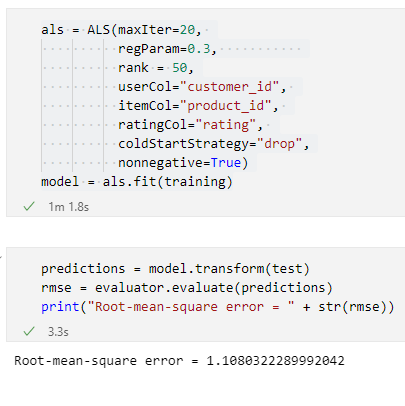 als = ALS(maxIter=20,
regParam=0.3,
rank = 50,
userCol="customer_id",
itemCol="product_id",
ratingCol="rating",
coldStartStrategy="drop",
nonnegative=True)
model = als.fit(training)
1m 1.8s
predictions = model.transform(test)
rmse = evaluator.evaluate(predictions)
print("Root-mean-square error = " + str(rmse))
3.3s
Root-mean-square error = 1.1080322289992042